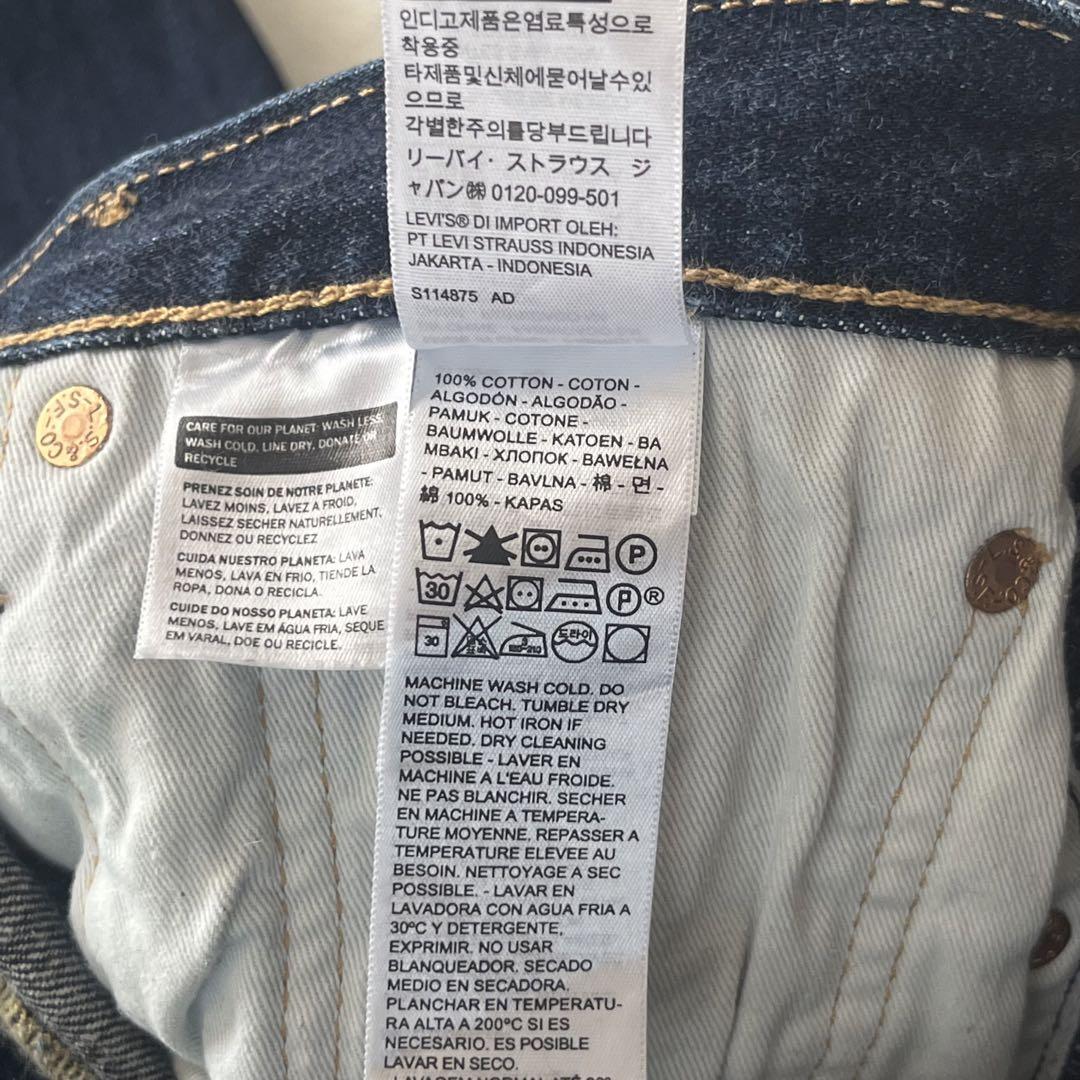 인디고제품은염료특성으로
착용중
타제품및신체에묻어날수있
으므로
각별한주의를당부드립니다
リーバイ・ストラウス ジ
ャパン㈱ 0120-099-501
LEVI'S® DI IMPORT OLEH:
PT LEVI STRAUSS INDONESIA
JAKARTA - INDONESIA
S114875 AD
CARE FOR OUR PLANET: WASH LESS
WASH COLD, LINE DRY, DONATE OR
RECYCLE
PRENEZ SOIN DE NOTRE PLANETE:
LAVEZ MOINS, LAVEZ A FROID,
LAISSEZ SECHER NATURELLEMENT,
DONNEZ OU RECYCLEZ
CUIDA NUESTRO PLANETA: LAVA
MENOS, LAVA EN FRIO, TIENDE LA
ROPA, DONA O RECICLA.
CUIDE DO NOSSO PLANETA: LAVE
MENOS, LAVE EM ÁGUA FRIA, SEQUE
EM VARAL, DOE OU RECICLE.
100% COTTON - COTON -
ALGODÓN - ALGODÃO -
PAMUK - COTONE -
BAUMWOLLE - KATOEN - BA
MBAKI - ХЛОПОК - BAWEŁNA
- PAMUT - BAVLNA - 棉 - 면 -
綿 100% - KAPAS
P
30 P®
30 드라이
MACHINE WASH COLD. DO
NOT BLEACH. TUMBLE DRY
MEDIUM. HOT IRON IF
NEEDED. DRY CLEANING
POSSIBLE - LAVER EN
MACHINE A L'EAU FROIDE.
NE PAS BLANCHIR. SECHER
EN MACHINE A TEMPERA-
TURE MOYENNE. REPASSER A
TEMPERATURE ELEVEE AU
BESOIN. NETTOYAGE A SEC
POSSIBLE. - LAVAR EN
LAVADORA CON AGUA FRIA A
30ºC Y DETERGENTE,
EXPRIMIR. NO USAR
BLANQUEADOR. SECADO
MEDIO EN SECADORA.
PLANCHAR EN TEMPERATU-
RA ALTA A 200ºC SI ES
NECESARIO. ES POSIBLE
LAVAR EN SECO.